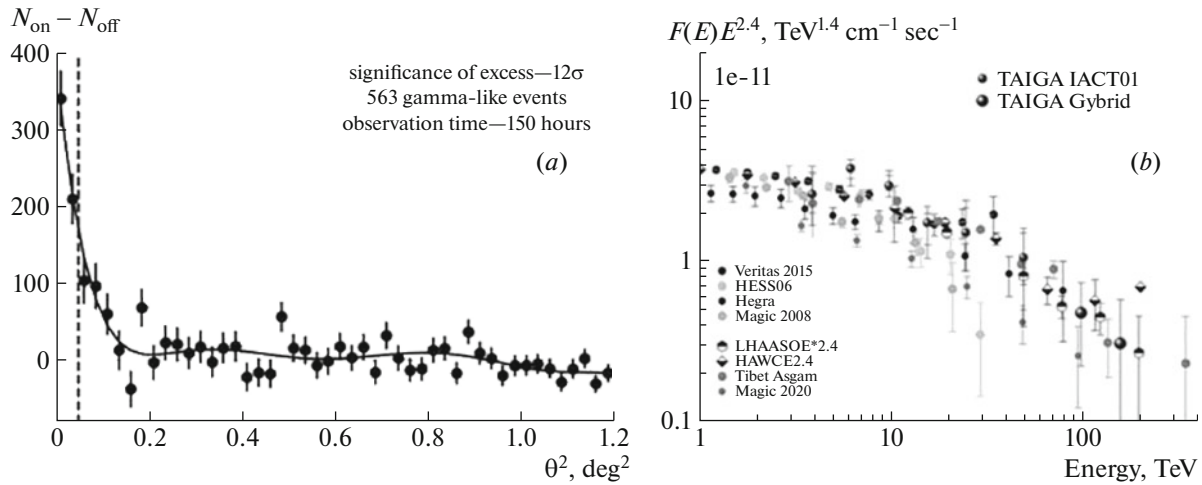 N_on – N_off
400
300
200
100
0
0
0.2
0.4
0.6
0.8
1.0
1.2
θ², deg²
significance of excess—12σ
563 gamma-like events
observation time—150 hours
(a)
F(E)E^2.4, TeV^1.4 cm^−1 sec^−1
1e-11
10
1
0.1
TAIGA IACT01
TAIGA Gybrid
(b)
Veritas 2015
HESS06
Hegra
Magic 2008
LHAASOE*2.4
HAWCE2.4
Tibet Asgam
Magic 2020
1
10
100
Energy, TeV